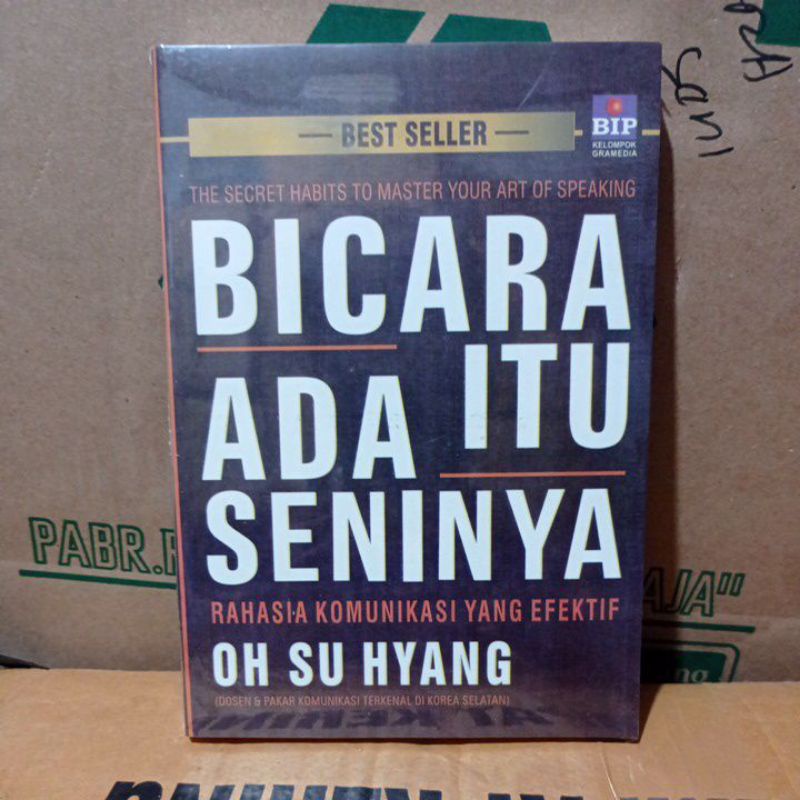 BEST SELLER
BIP
KELOMPOK
GRAMEDIA
THE SECRET HABITS TO MASTER YOUR ART OF SPEAKING
BICARA
ITU
ADA
SENINYA
RAHASIA KOMUNIKASI YANG EFEKTIF
OH SU HYANG
(DOSEN & PAKAR KOMUNIKASI TERKENAL DI KOREA SELATAN)
PABR.
AJA"
ng